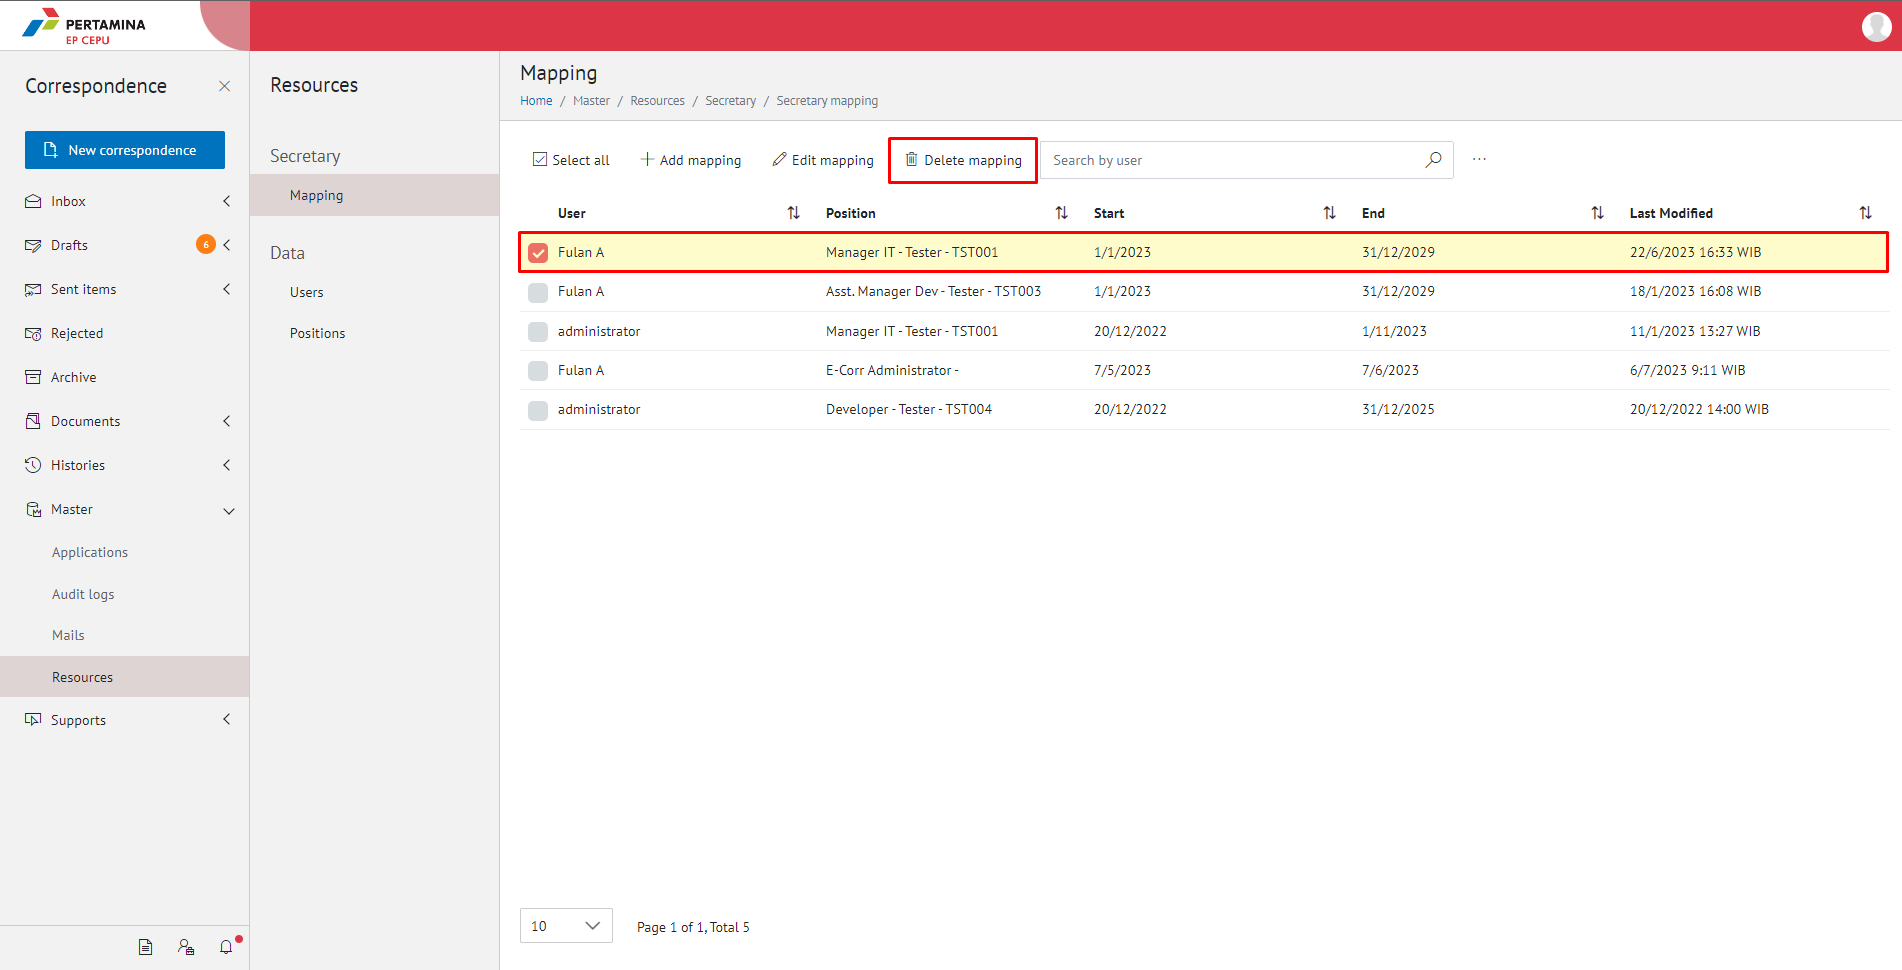 PERTAMINA
EP CEPU
Correspondence
New correspondence
Inbox
Drafts 6
Sent items
Rejected
Archive
Documents
Histories
Master
Applications
Audit logs
Mails
Resources
Supports
Resources
Secretary
Mapping
Data
Users
Positions
Mapping
Home / Master / Resources / Secretary / Secretary mapping
Select all Add mapping Edit mapping Delete mapping Search by user ...
User Position Start End Last Modified
Fulan A Manager IT - Tester - TST001 1/1/2023 31/12/2029 22/6/2023 16:33 WIB
Fulan A Asst. Manager Dev - Tester - TST003 1/1/2023 31/12/2029 18/1/2023 16:08 WIB
administrator Manager IT - Tester - TST001 20/12/2022 1/11/2023 11/1/2023 13:27 WIB
Fulan A E-Corr Administrator - 7/5/2023 7/6/2023 6/7/2023 9:11 WIB
administrator Developer - Tester - TST004 20/12/2022 31/12/2025 20/12/2022 14:00 WIB
10 Page 1 of 1, Total 5